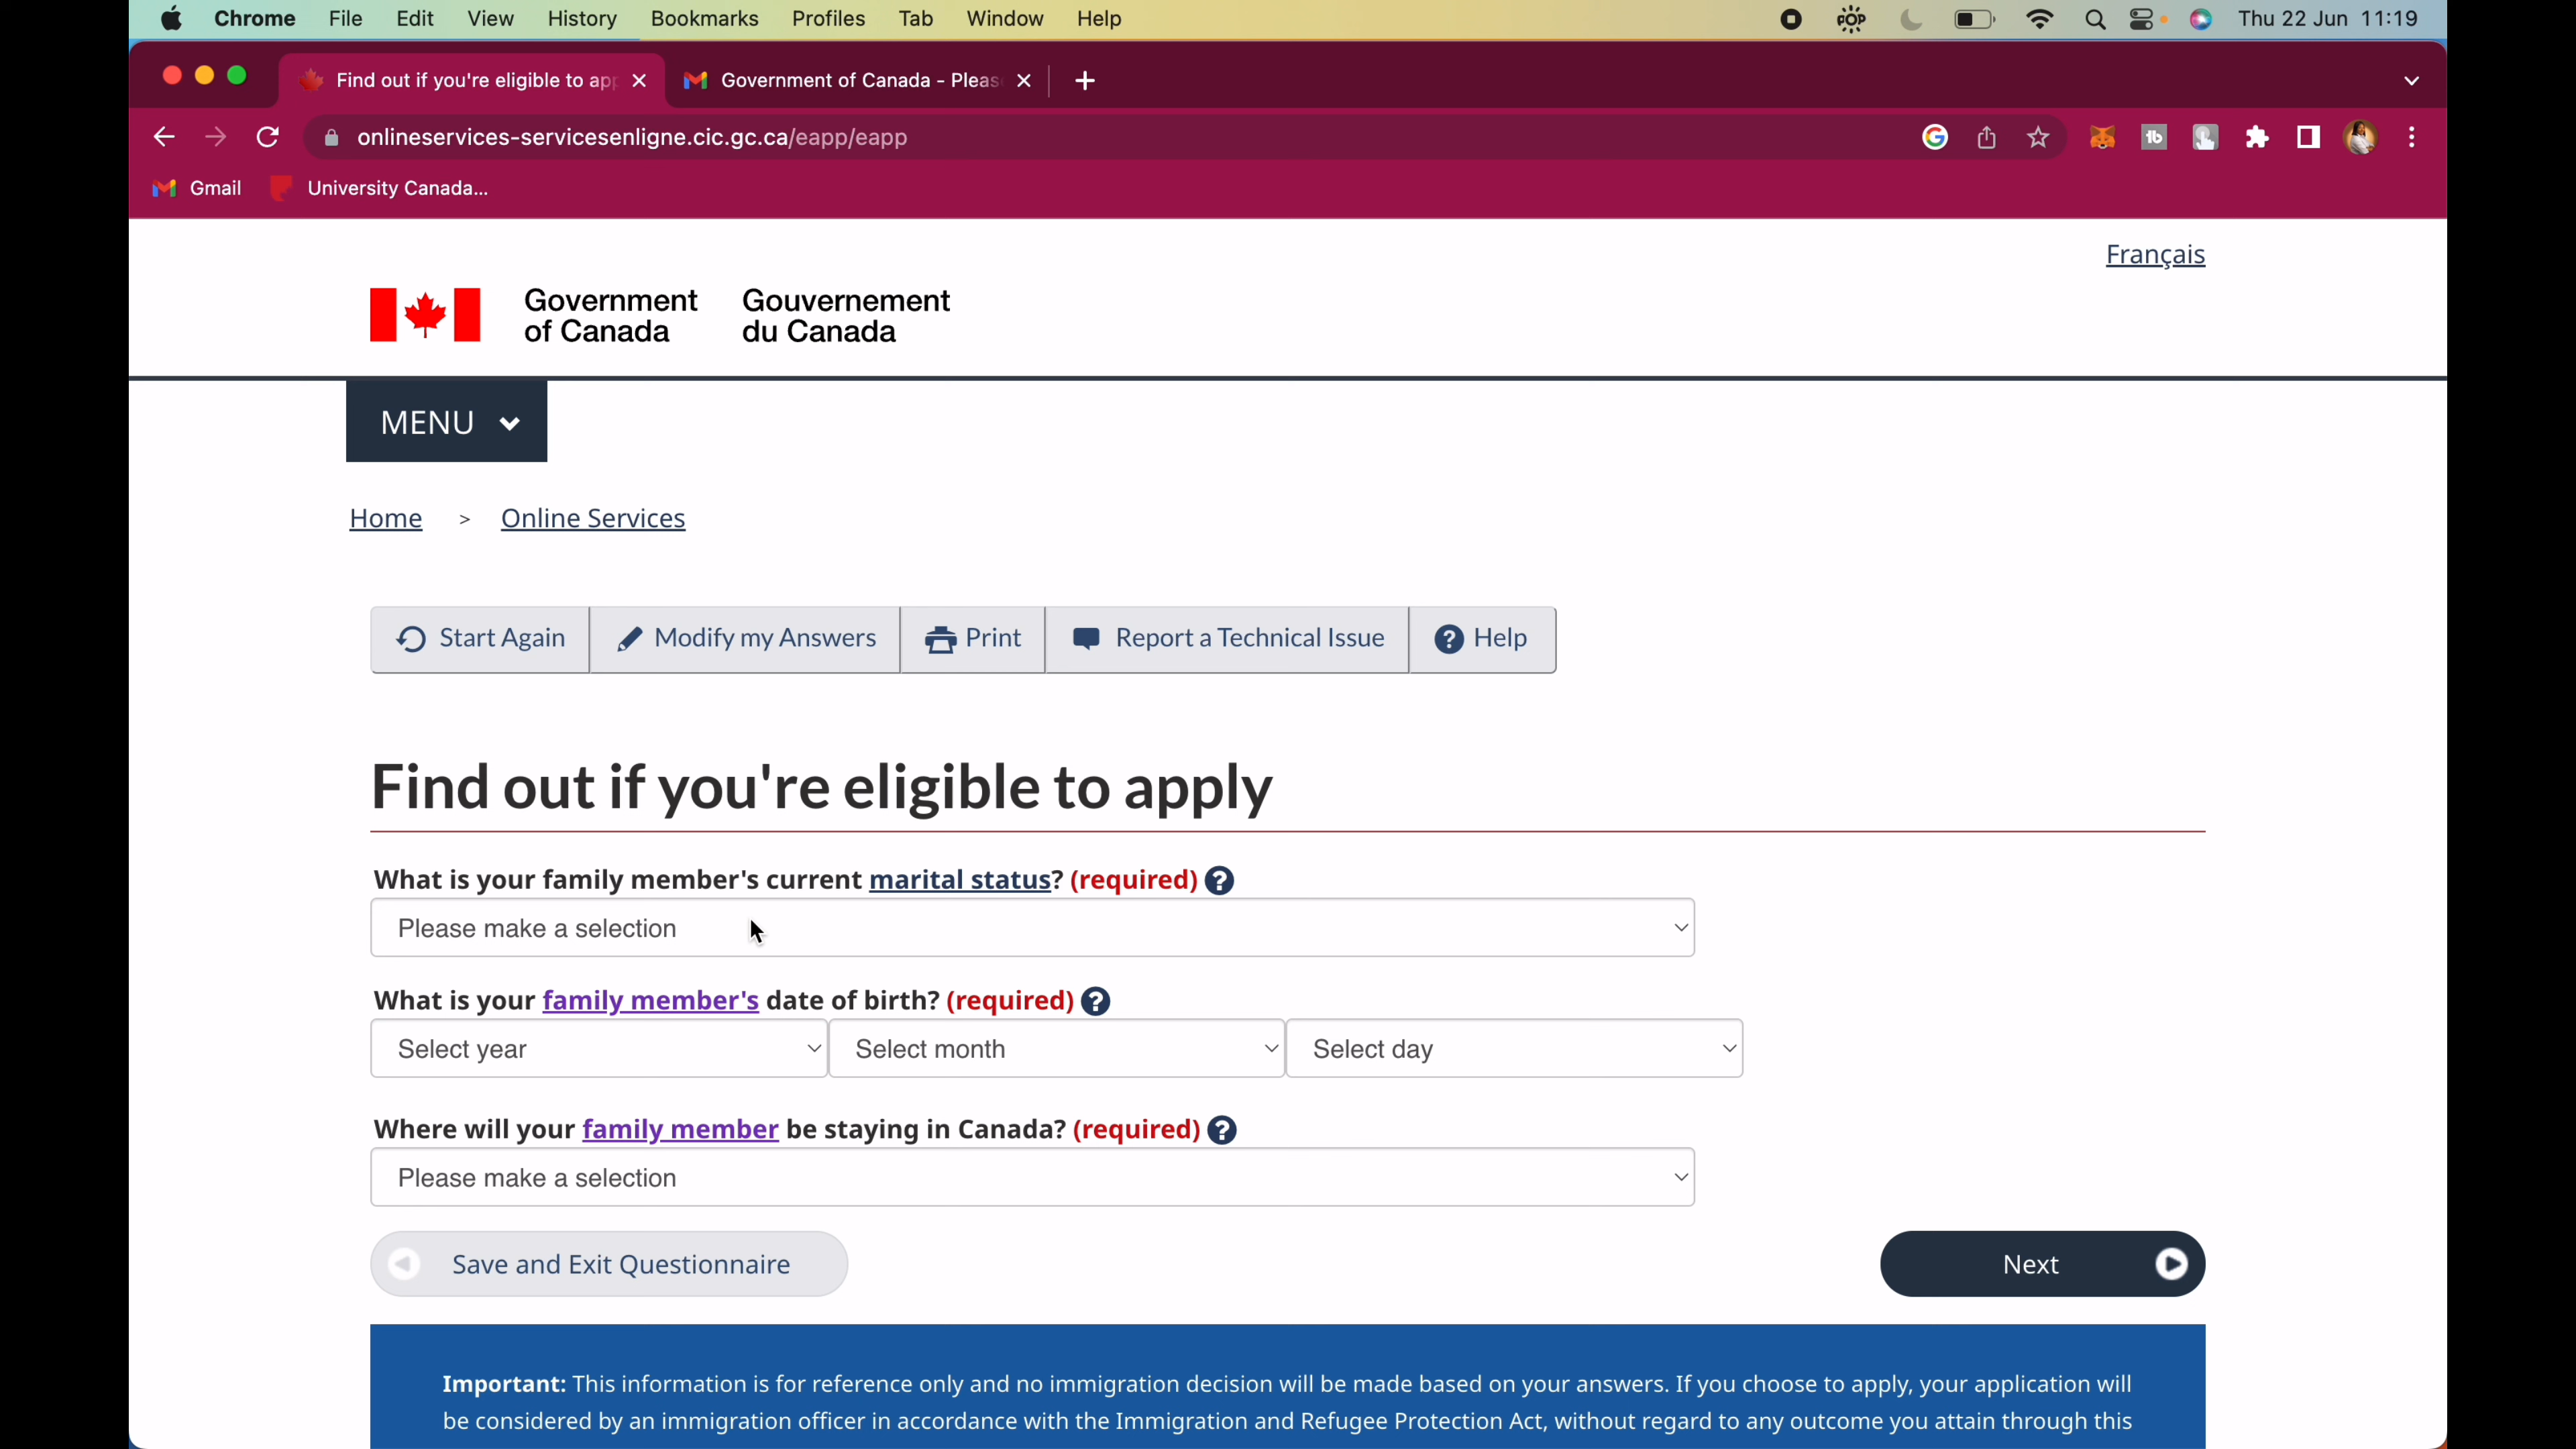 Chrome File Edit View History Bookmarks Profiles Tab Window Help POP Thu 22 Jun 11:19
Find out if you're eligible to app Government of Canada - Pleas
onlineservices-servicesenligne.cic.gc.ca/eapp/eapp
Gmail University Canada...
Français
Government of Canada
Gouvernement du Canada
MENU
Home > Online Services
Start Again Modify my Answers Print Report a Technical Issue Help
Find out if you're eligible to apply
What is your family member's current marital status? (required)
Please make a selection
What is your family member's date of birth? (required)
Select year Select month Select day
Where will your family member be staying in Canada? (required)
Please make a selection
Save and Exit Questionnaire Next
Important: This information is for reference only and no immigration decision will be made based on your answers. If you choose to apply, your application will
be considered by an immigration officer in accordance with the Immigration and Refugee Protection Act, without regard to any outcome you attain through this